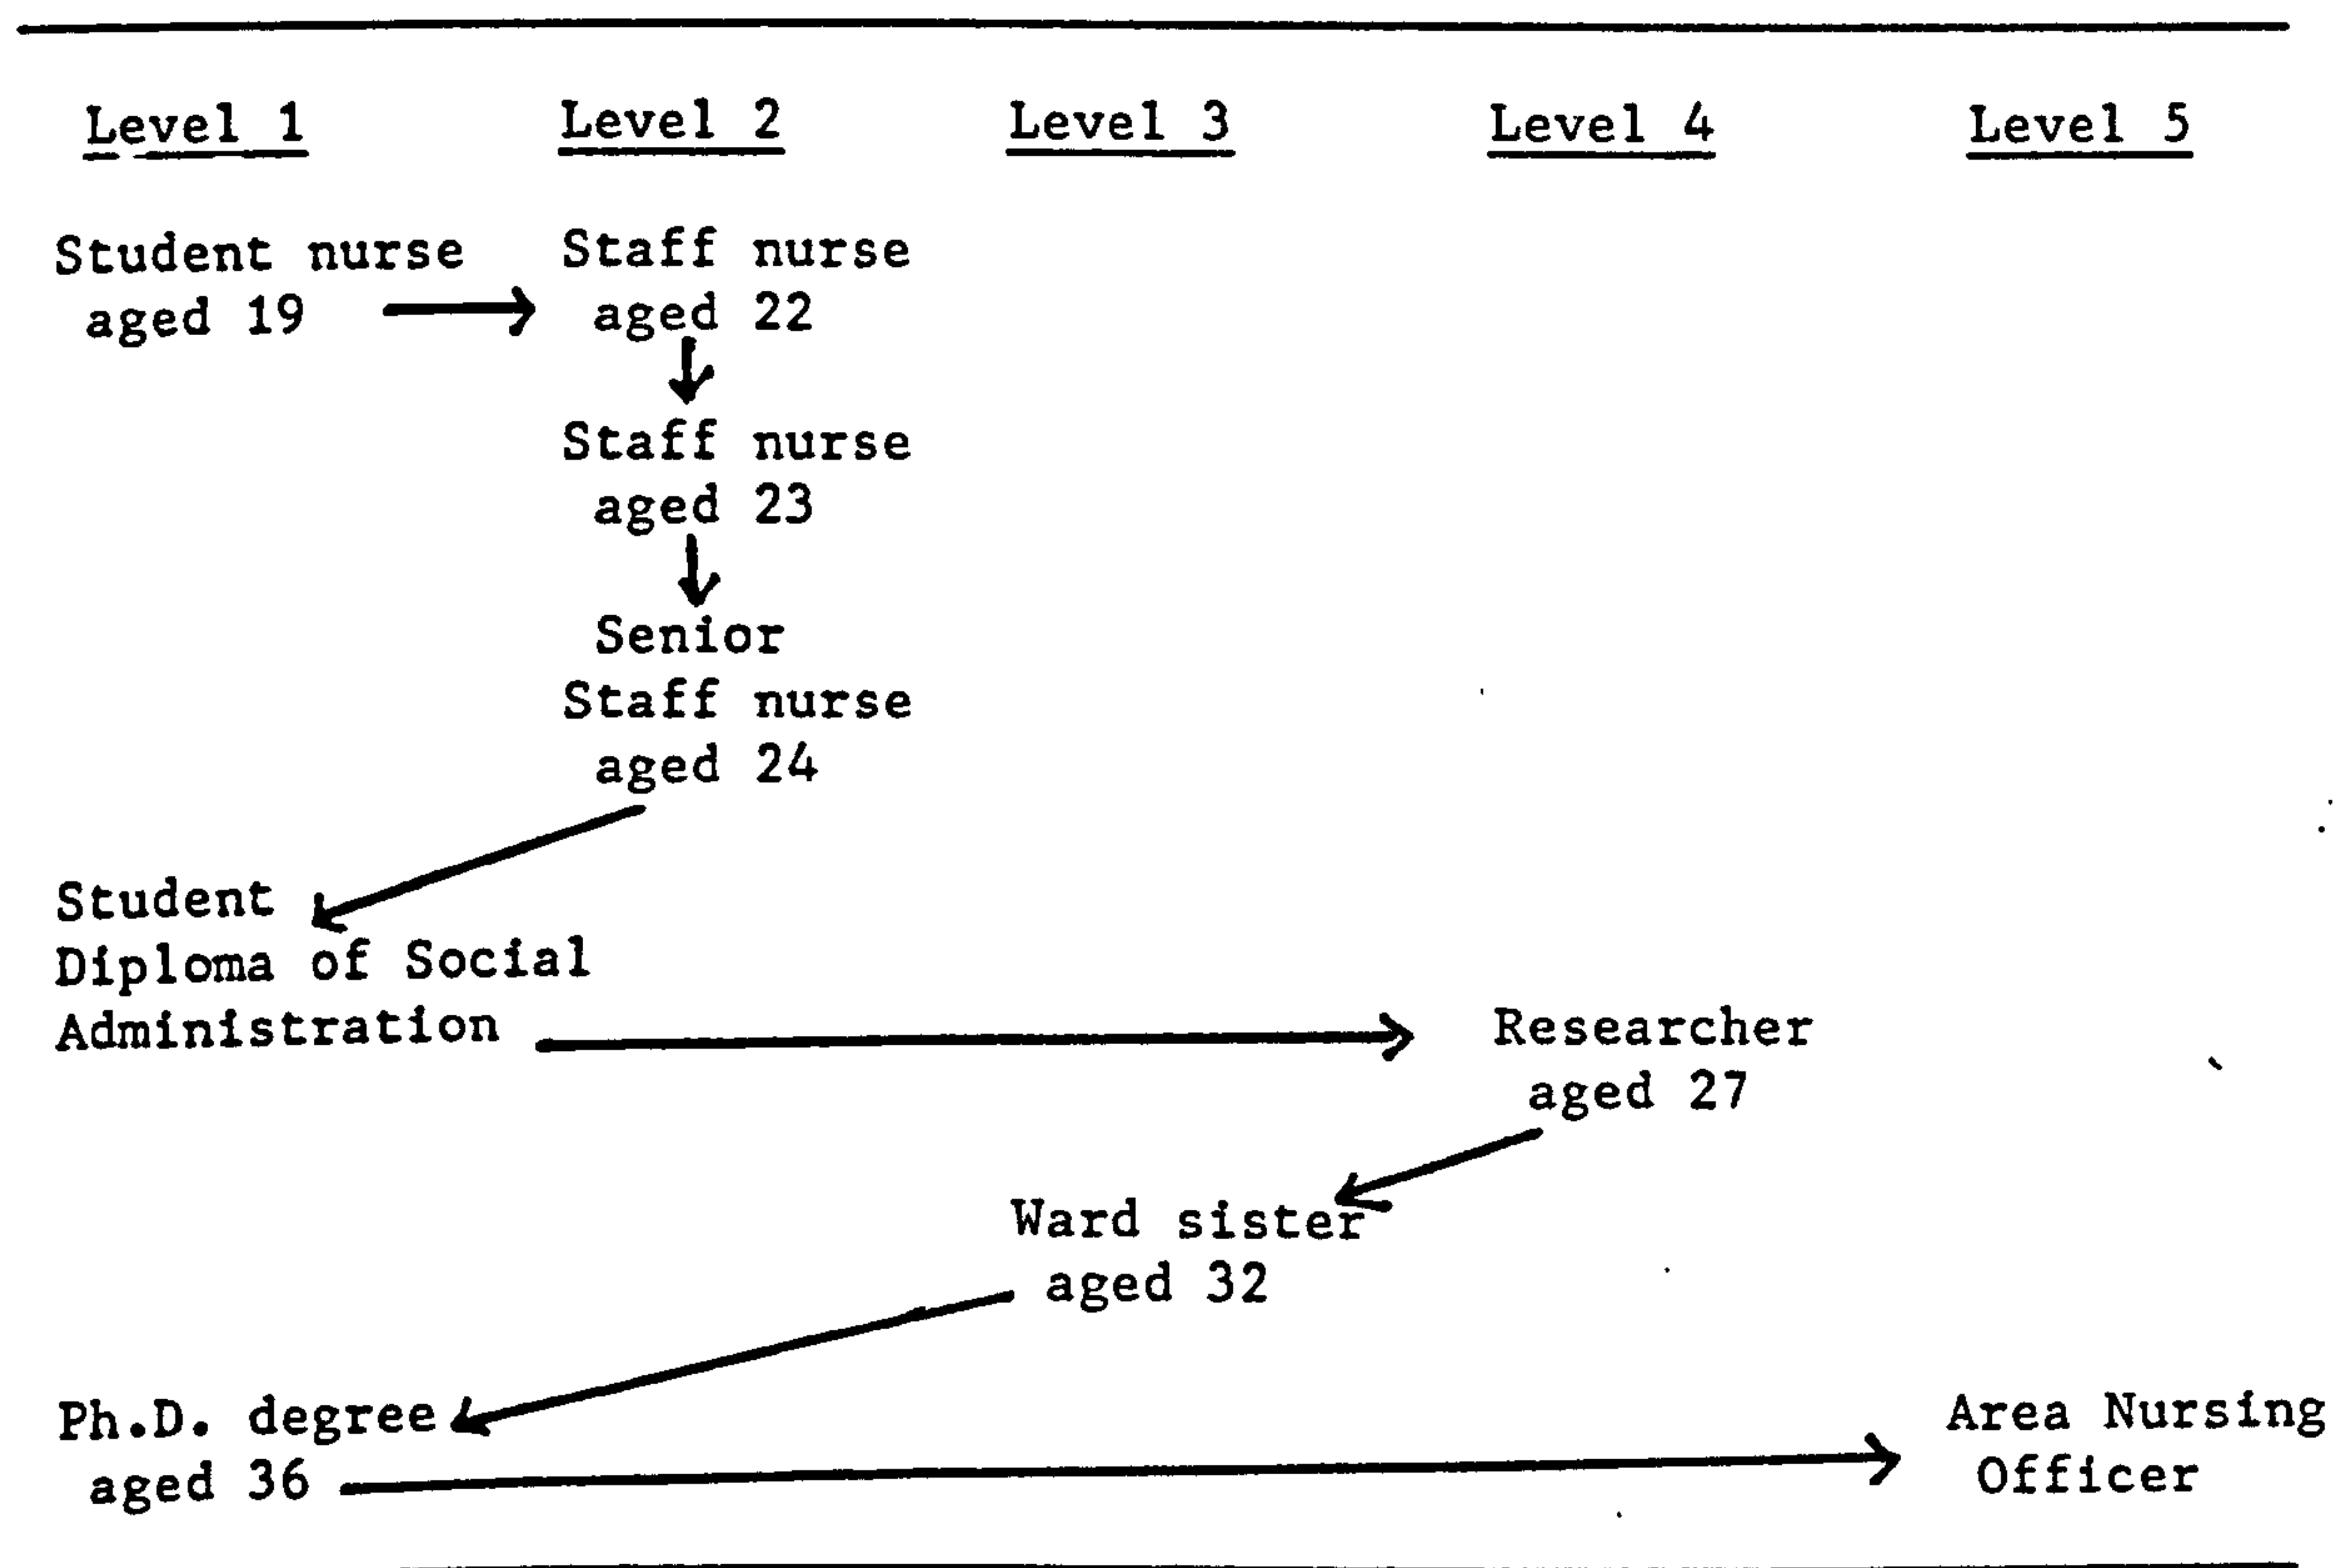 Level 1 Level 2 Level 3 Level 4 Level 5
Student nurse Staff nurse
aged 19 aged 22
Staff nurse
aged 23
Senior
Staff nurse
aged 24
Student
Diploma of Social
Administration Researcher
aged 27
Ward sister
aged 32
Ph.D. degree Area Nursing
aged 36 Officer